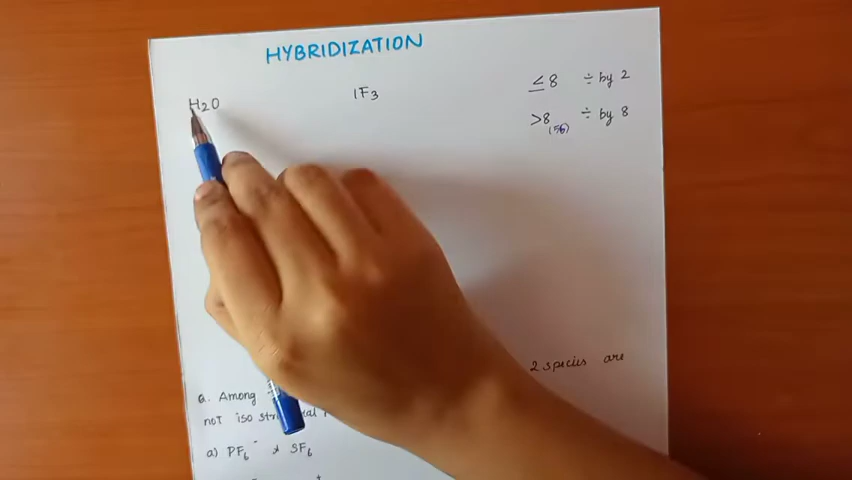 HYBRIDIZATION
H2O IF3 ≤8 ÷ by 2
>8 ÷ by 8
(56)
2 species are
Q. Among
not iso
a) PF6⁻ & SF6